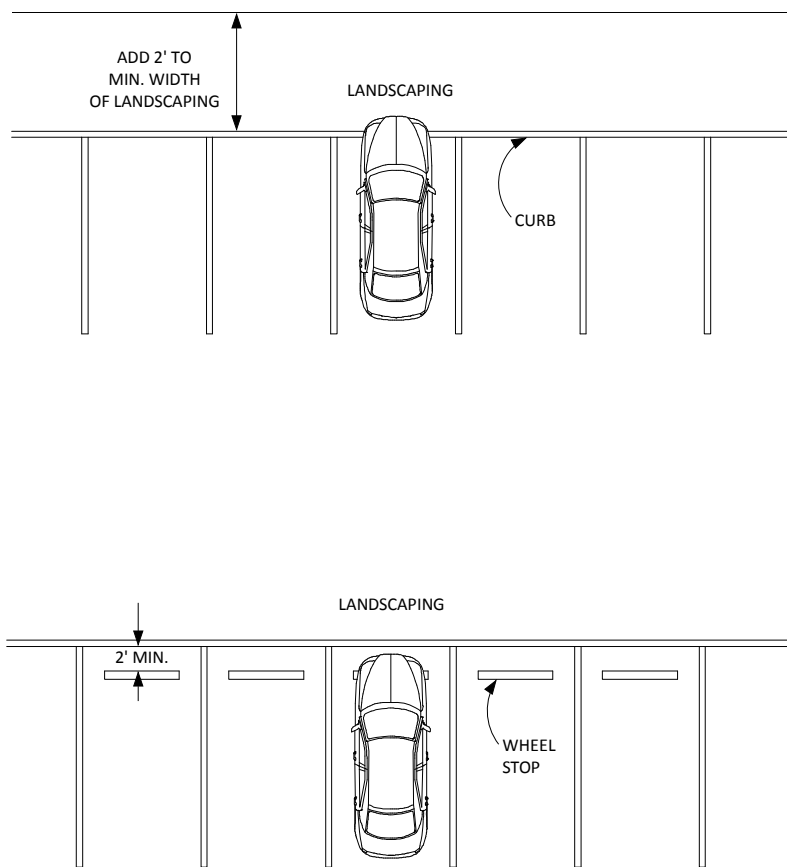 ADD 2' TO
MIN. WIDTH
OF LANDSCAPING
LANDSCAPING
CURB
LANDSCAPING
2' MIN.
WHEEL
STOP